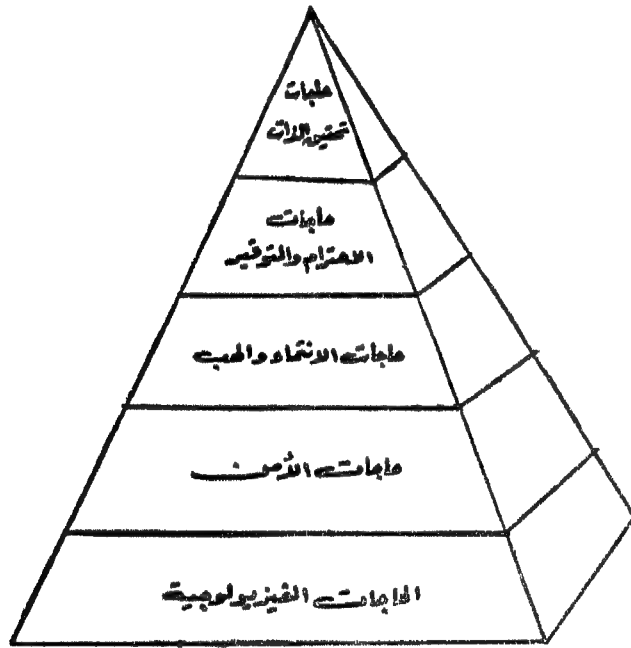 حاجات
تحقيق الذات
حاجات
الاحترام والتوقير
حاجات الانتماء والحب
حاجات الأمن
الحاجات الفيزيولوجية